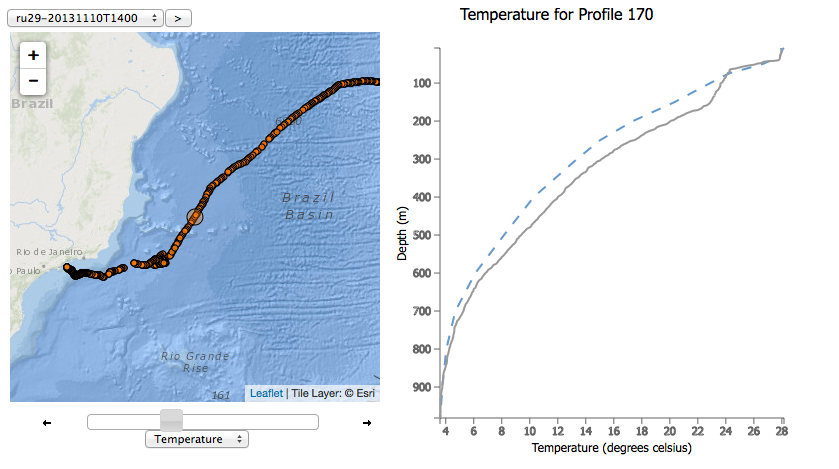 ru29-20131110T1400
>
+
−
Brazil
Brazil
Basin
Rio de Janeiro
o Paulo
Rio Grande
Rise
161
Leaflet | Tile Layer: © Esri
←
→
Temperature
Temperature for Profile 170
100
200
300
400
500
600
700
800
900
Depth (m)
4 6 8 10 12 14 16 18 20 22 24 26 28
Temperature (degrees celsius)